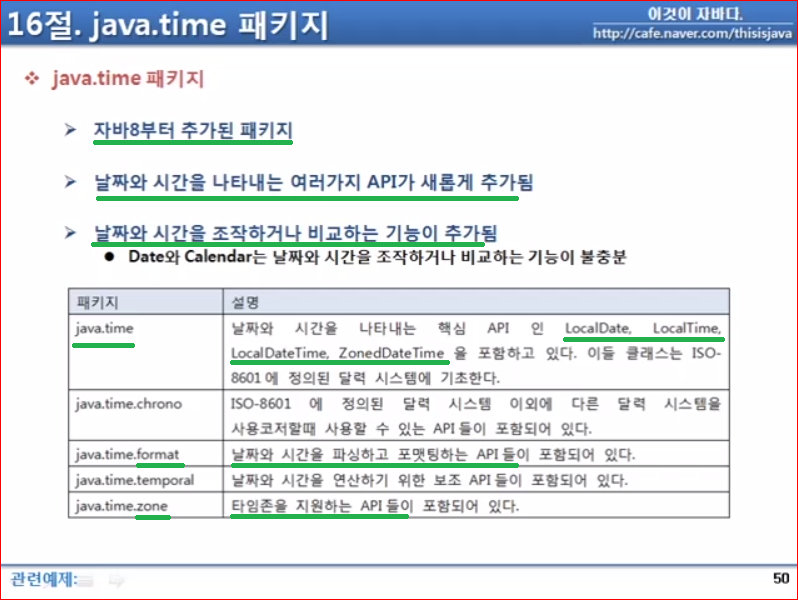 16절. java.time 패키지
이것이 자바다.
http://cafe.naver.com/thisisjava
java.time 패키지
자바8부터 추가된 패키지
날짜와 시간을 나타내는 여러가지 API가 새롭게 추가됨
날짜와 시간을 조작하거나 비교하는 기능이 추가됨
Date와 Calendar는 날짜와 시간을 조작하거나 비교하는 기능이 불충분
패키지 설명
java.time 날짜와 시간을 나타내는 핵심 API 인 LocalDate, LocalTime,
LocalDateTime, ZonedDateTime 을 포함하고 있다. 이들 클래스는 ISO-
8601에 정의된 달력 시스템에 기초한다.
java.time.chrono ISO-8601 에 정의된 달력 시스템 이외에 다른 달력 시스템을
사용코저할때 사용할 수 있는 API 들이 포함되어 있다.
java.time.format 날짜와 시간을 파싱하고 포맷팅하는 API 들이 포함되어 있다.
java.time.temporal 날짜와 시간을 연산하기 위한 보조 API 들이 포함되어 있다.
java.time.zone 타임존을 지원하는 API 들이 포함되어 있다.
관련예제:
50